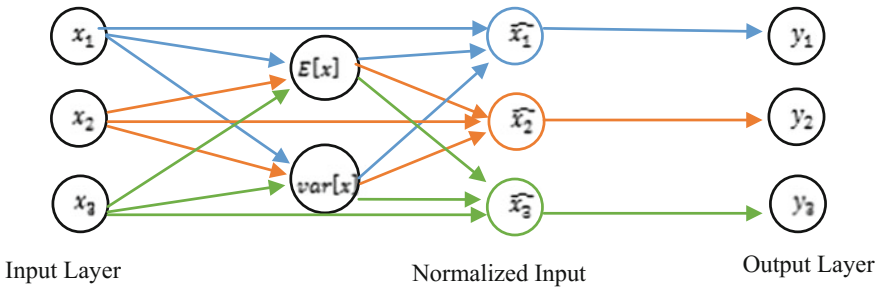 x₁
E[x]
x̂₁
y₁
x₂
x̂₂
y₂
var[x]
x₃
x̂₃
y₃
Input Layer
Normalized Input
Output Layer